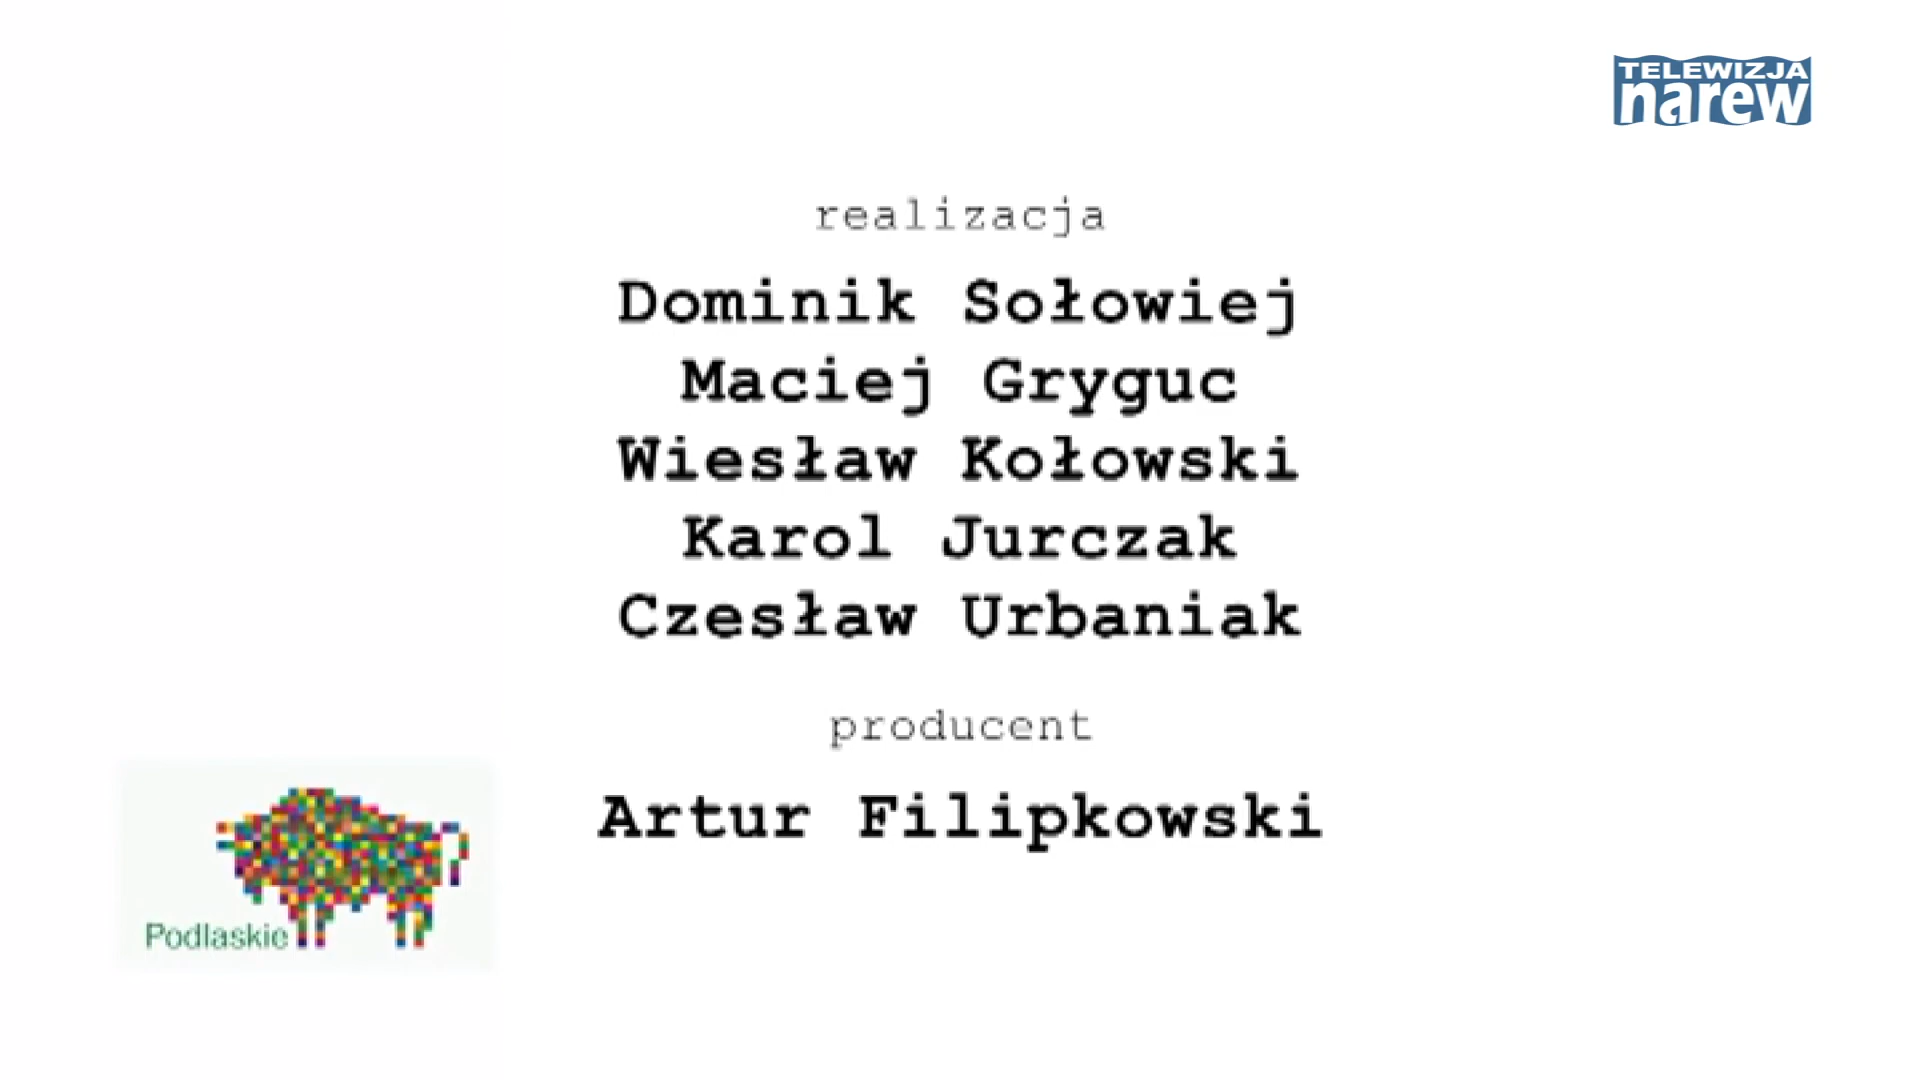 TELEWIZJA
narew
realizacja
Dominik Sołowiej
Maciej Gryguc
Wiesław Kołowski
Karol Jurczak
Czesław Urbaniak
producent
Artur Filipkowski
Podlaskie